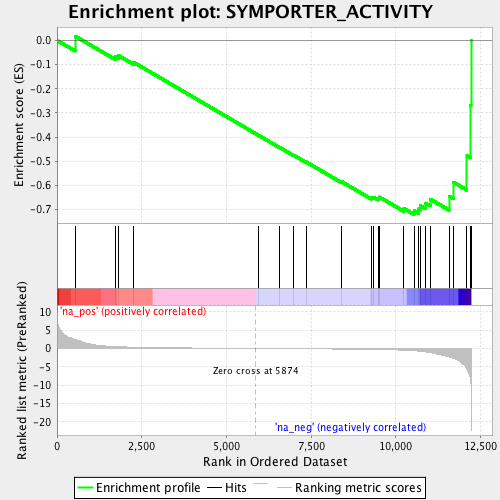 Enrichment plot: SYMPORTER_ACTIVITY
Enrichment score (ES)
0.0
-0.1
-0.2
-0.3
-0.4
-0.5
-0.6
-0.7
'na_pos' (positively correlated)
Ranked list metric (PreRanked)
10
5
0
-5
-10
-15
-20
Zero cross at 5874
'na_neg' (negatively correlated)
0
2,500
5,000
7,500
10,000
12,500
Rank in Ordered Dataset
Enrichment profile
Hits
Ranking metric scores